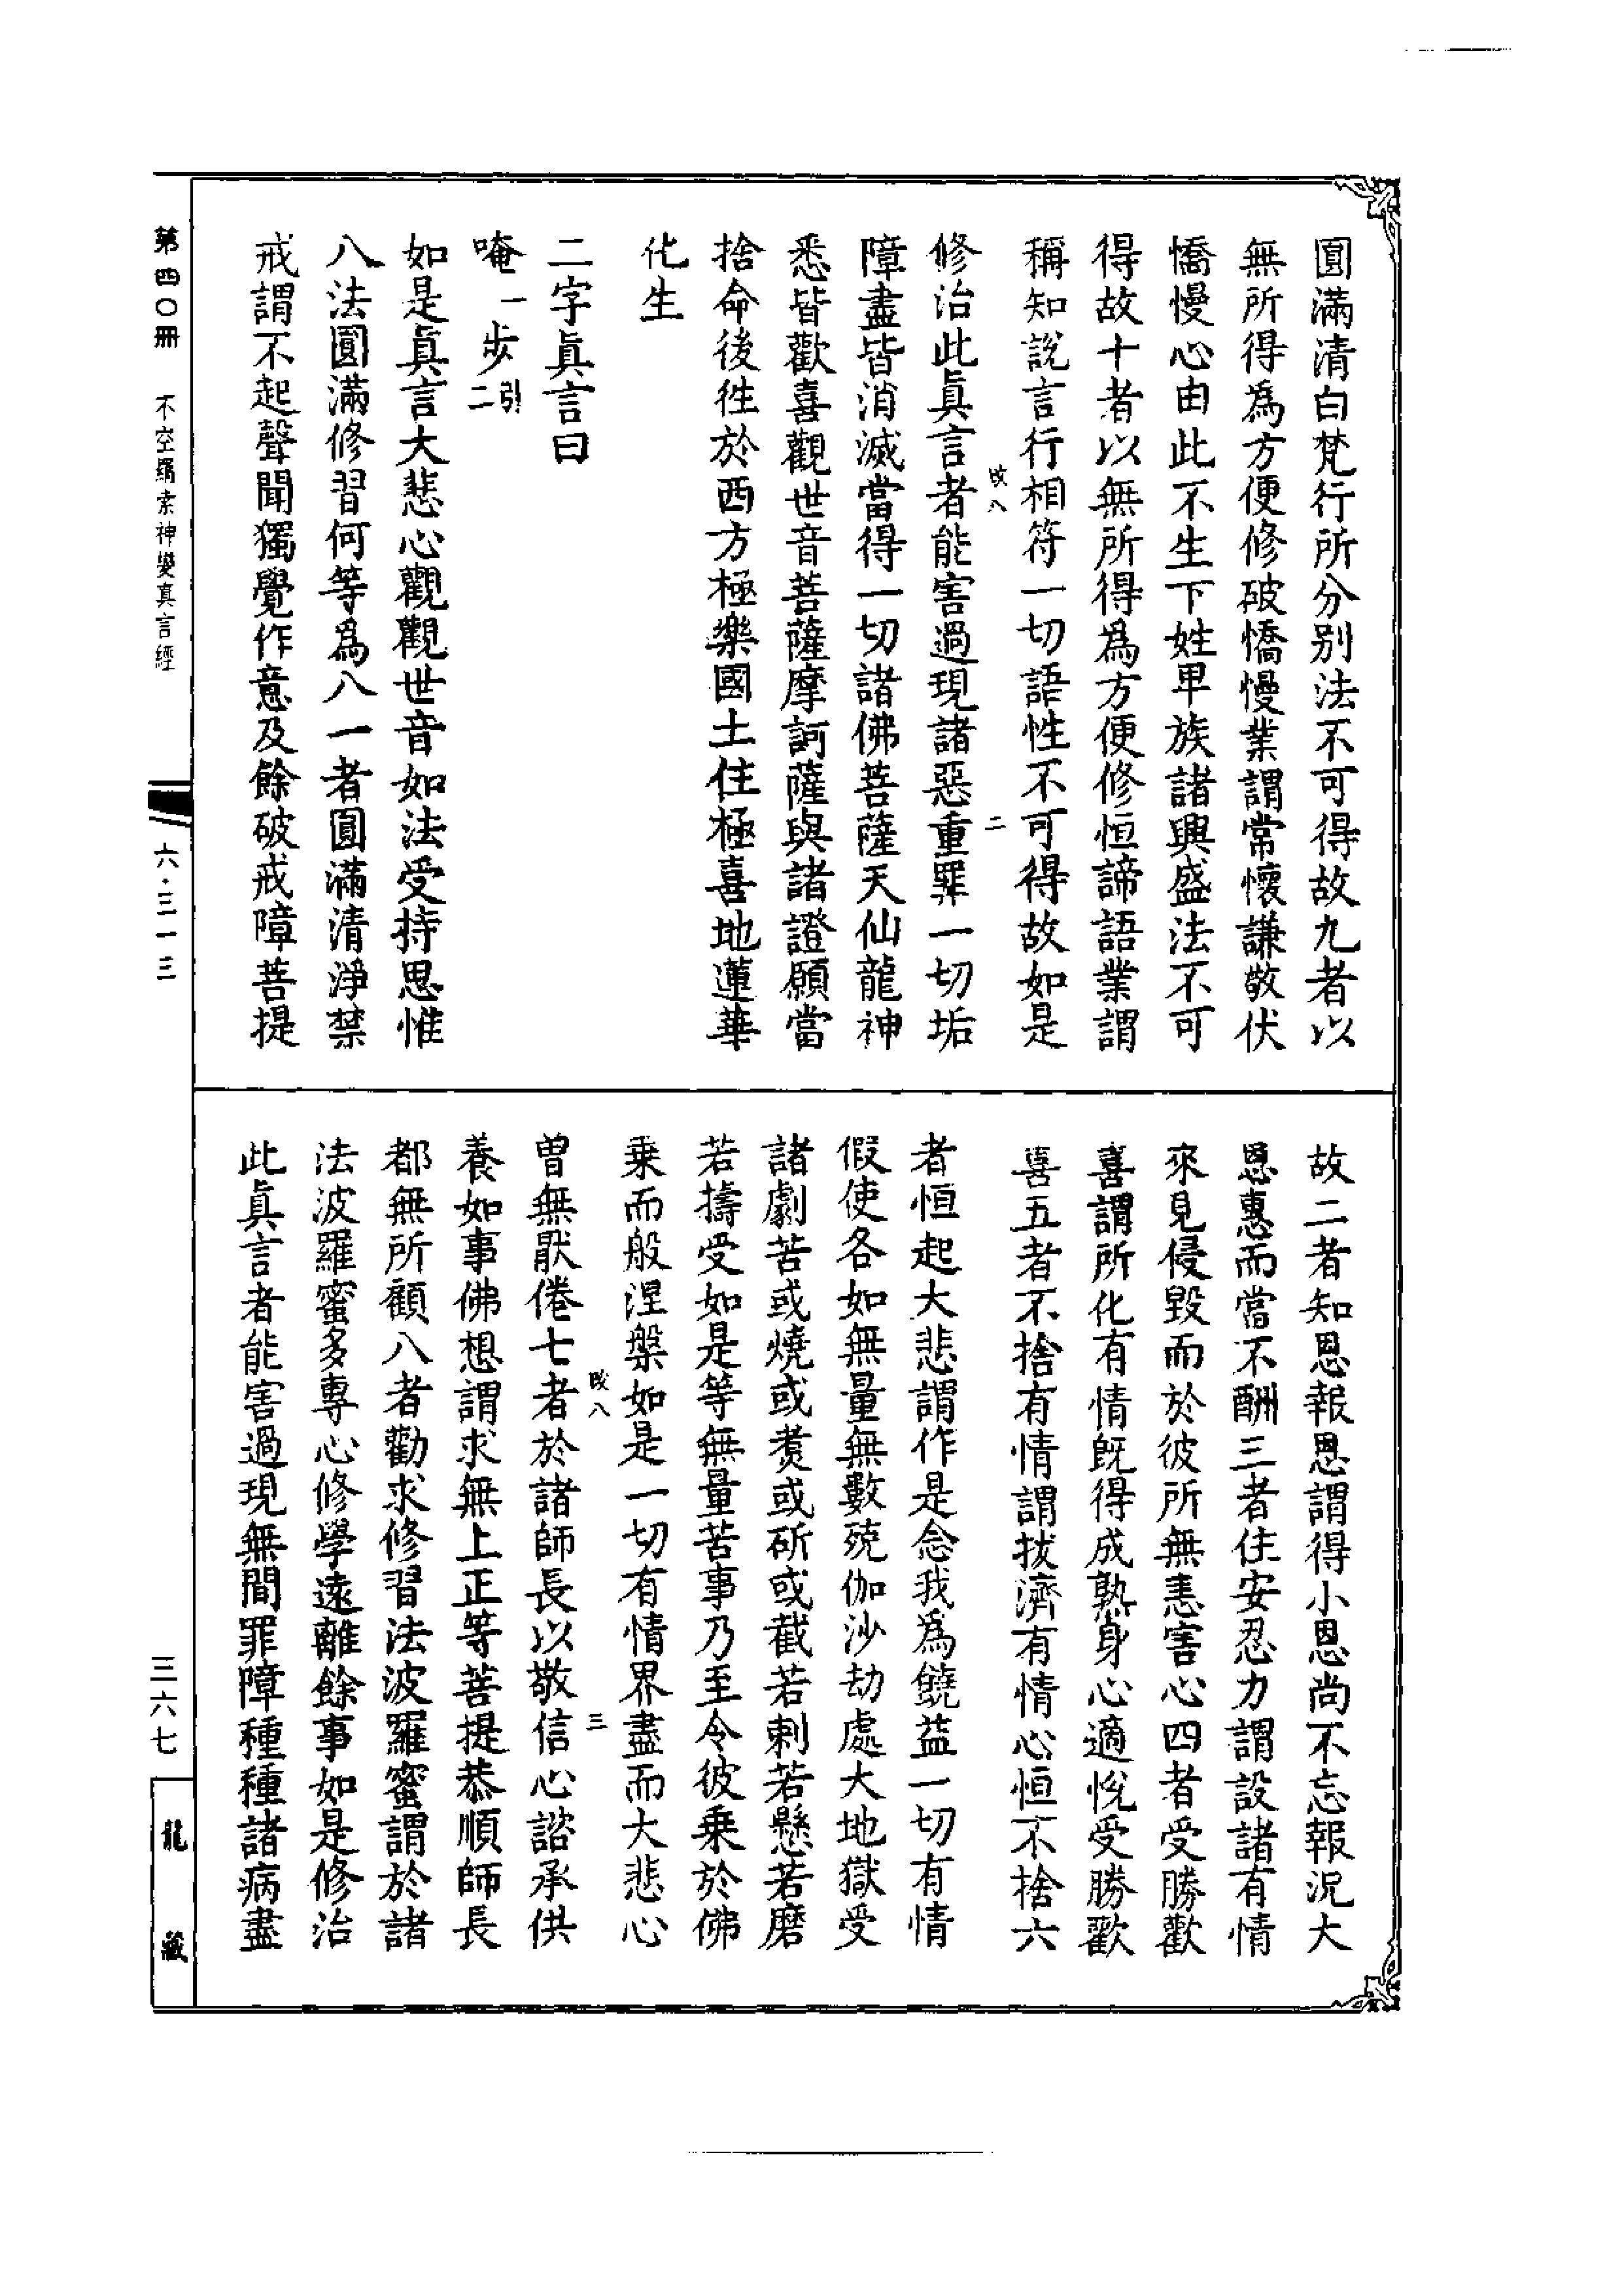 圓滿清白梵行所分别法不可得故九者以
無所得爲方便修破憍慢業謂常懷謙敬伏
憍慢心由此不生下姓卑族諸興盛法不可
得故十者以無所得爲方便修恒諦語業謂
稱知說言行相符一切語性不可得故如是
修治此眞言者能害過現諸惡重罪一切垢
障盡皆消滅當得一切諸佛菩薩天仙龍神
悉皆歡喜觀世音菩薩摩訶薩與諸證願當
捨命後往於西方極樂國土住極喜地蓮華
化生
二字眞言曰
唵一步引二
如是眞言大悲心觀觀世音如法受持思惟
八法圓滿修習何等爲八一者圓滿清淨禁
戒謂不起聲聞獨覺作意及餘破戒障菩提
故二者知恩報恩謂得小恩尚不忘報況大
恩惠而當不酬三者住安忍力謂設諸有情
來見侵毀而於彼所無恚害心四者受勝歡
喜謂所化有情旣得成熟身心適悅受勝歡
喜五者不捨有情謂拔濟有情心恒不捨六
者恒起大悲謂作是念我爲饒益一切有情
假使各如無量無數殑伽沙劫處大地獄受
諸劇苦或燒或煑或斫或截若刺若懸若磨
若擣受如是等無量苦事乃至令彼乘於佛
乘而般涅槃如是一切有情界盡而大悲心
曾無厭倦七者於諸師長以敬信心諮承供
養如事佛想謂求無上正等菩提恭順師長
都無所顧八者勸求修習法波羅蜜謂於諸
法波羅蜜多專心修學遠離餘事如是修治
此眞言者能害過現無間罪障種種諸病盡
第四〇冊 不空羂索神變真言經
六·三一三
三六七
龍藏
二
三